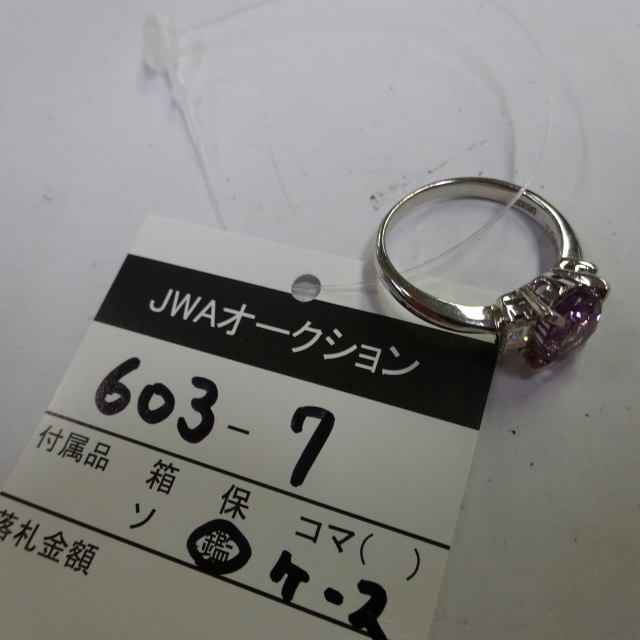 JWAオークション
603-7
付属品 箱 保 コマ( )
ソ 鑑 ケース
落札金額